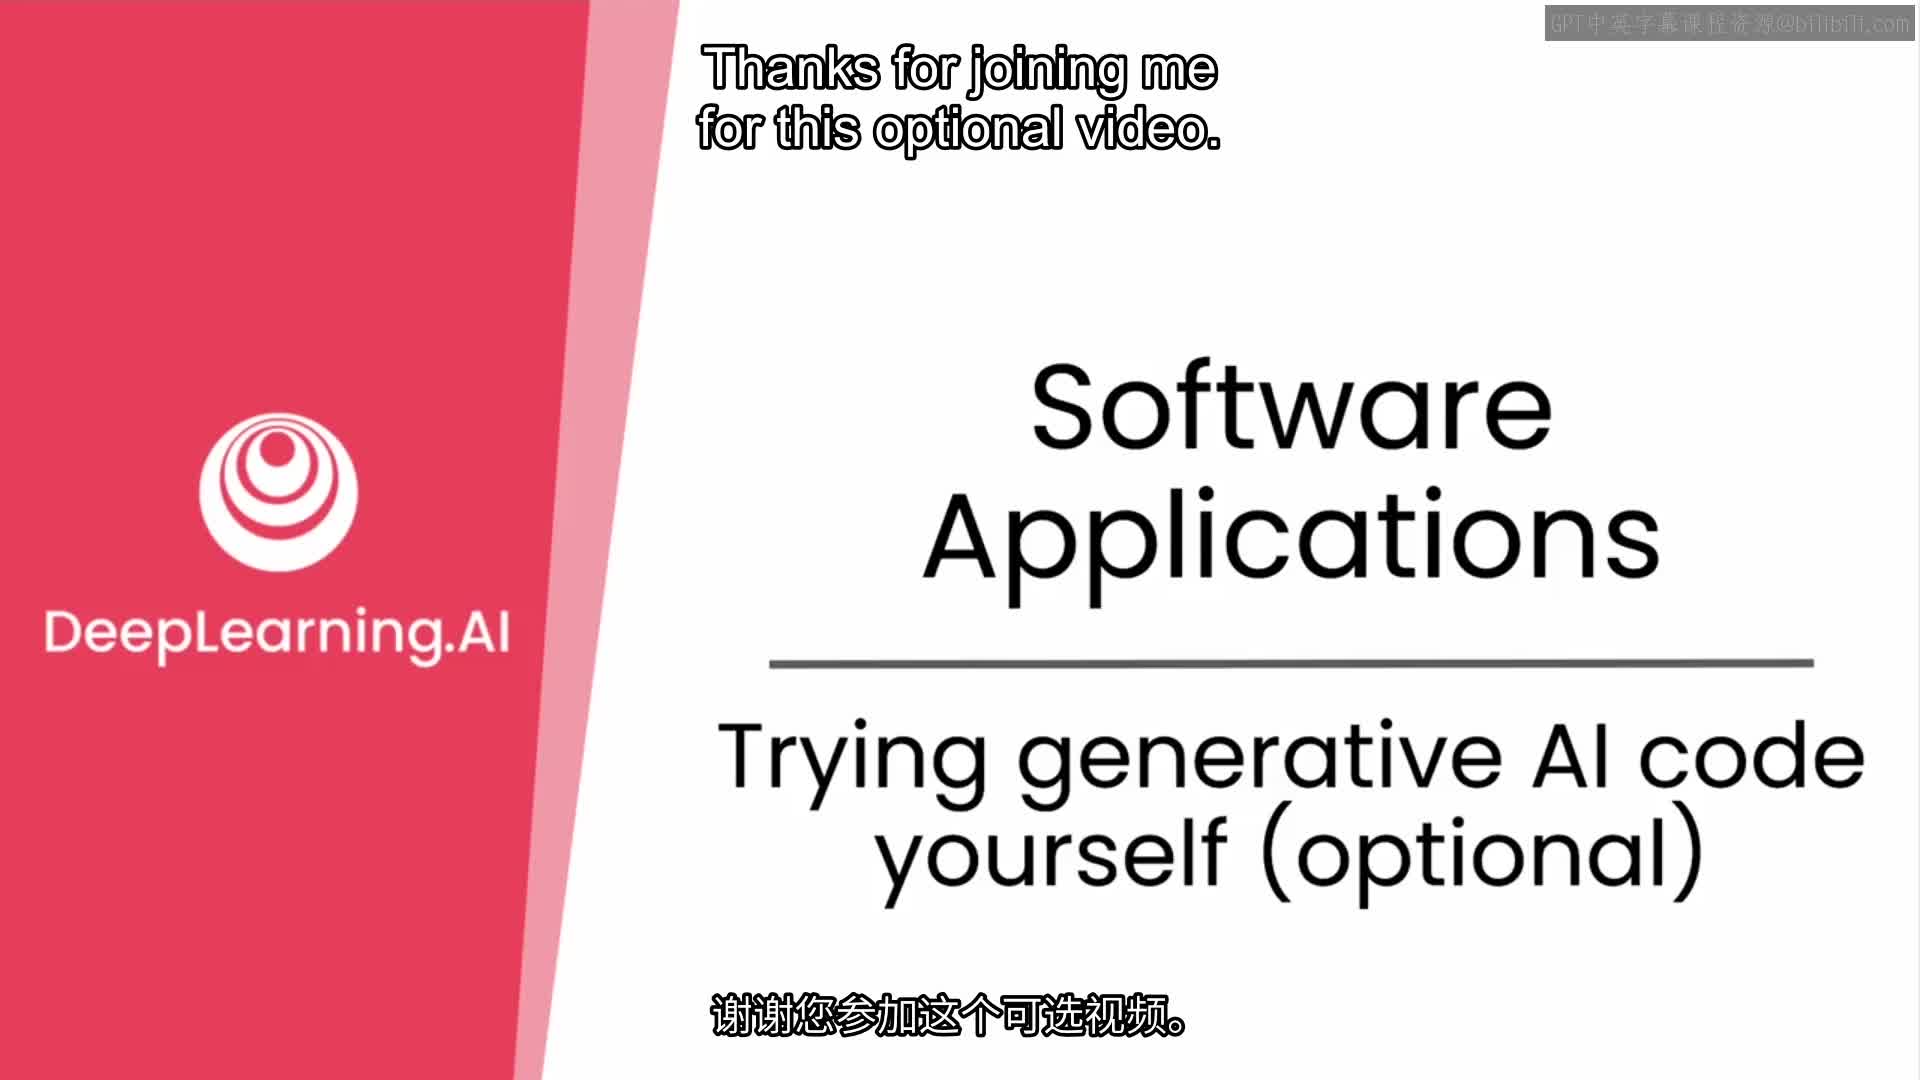 GPT中英字幕课程资源@bilibili.com
Thanks for joining me
for this optional video.
Software
Applications
DeepLearning.AI
Trying generative AI code
yourself (optional)
谢谢您参加这个可选视频。